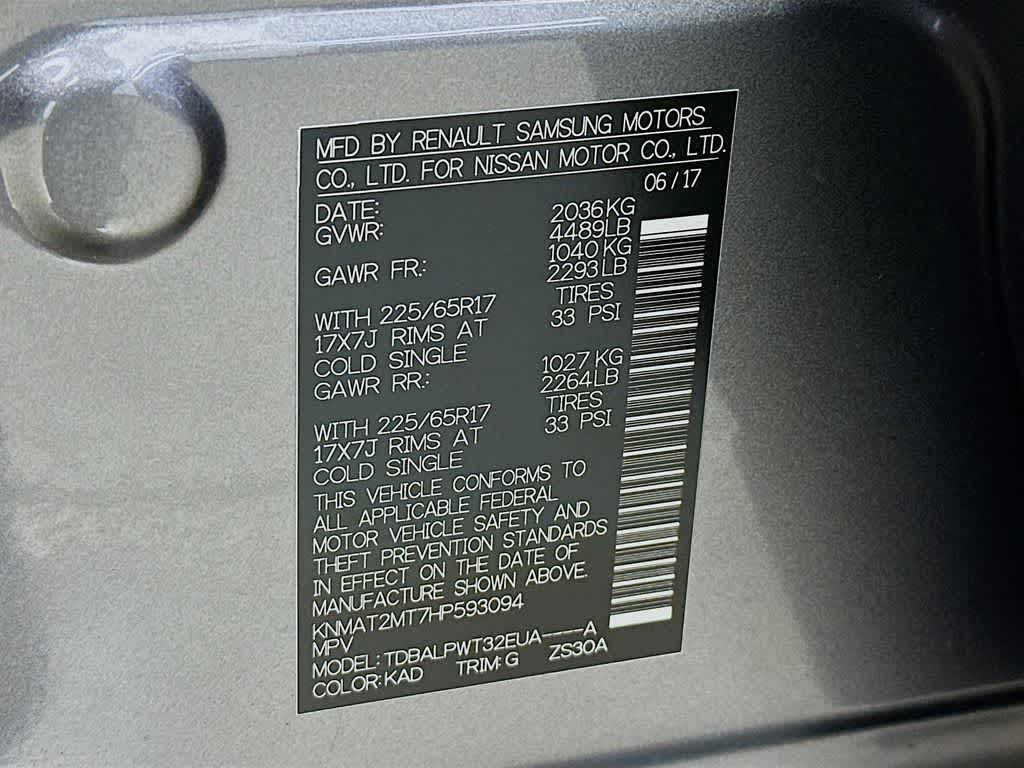 MFD BY RENAULT SAMSUNG MOTORS
CO., LTD. FOR NISSAN MOTOR CO., LTD.
DATE: 06/17
GVWR: 2036KG
4489LB
GAWR FR.: 1040 KG
2293LB
WITH 225/65R17 TIRES
17X7J RIMS AT 33 PSI
COLD SINGLE
GAWR RR.: 1027KG
2264LB
WITH 225/65R17 TIRES
17X7J RIMS AT 33 PSI
COLD SINGLE
THIS VEHICLE CONFORMS TO
ALL APPLICABLE FEDERAL
MOTOR VEHICLE SAFETY AND
THEFT PREVENTION STANDARDS
IN EFFECT ON THE DATE OF
MANUFACTURE SHOWN ABOVE.
KNMAT2MT7HP593094
MPV
MODEL: TDBALPWT32EUA----A
COLOR: KAD TRIM: G ZS30A